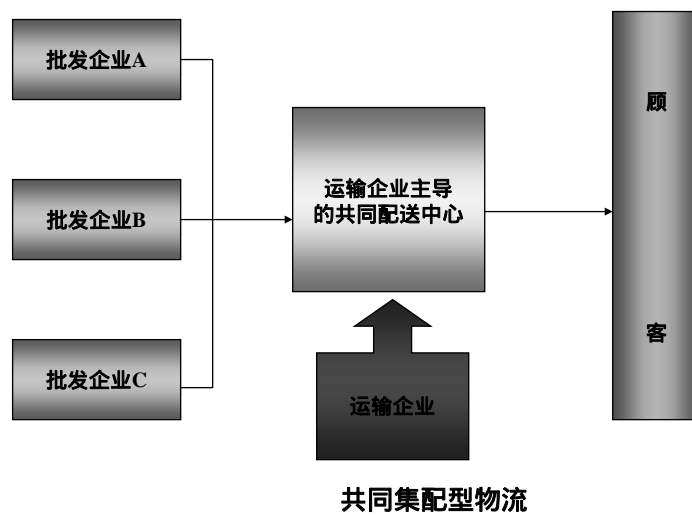 批发企业A
批发企业B
批发企业C
运输企业主导
的共同配送中心
运输企业
顾
客
共同集配型物流